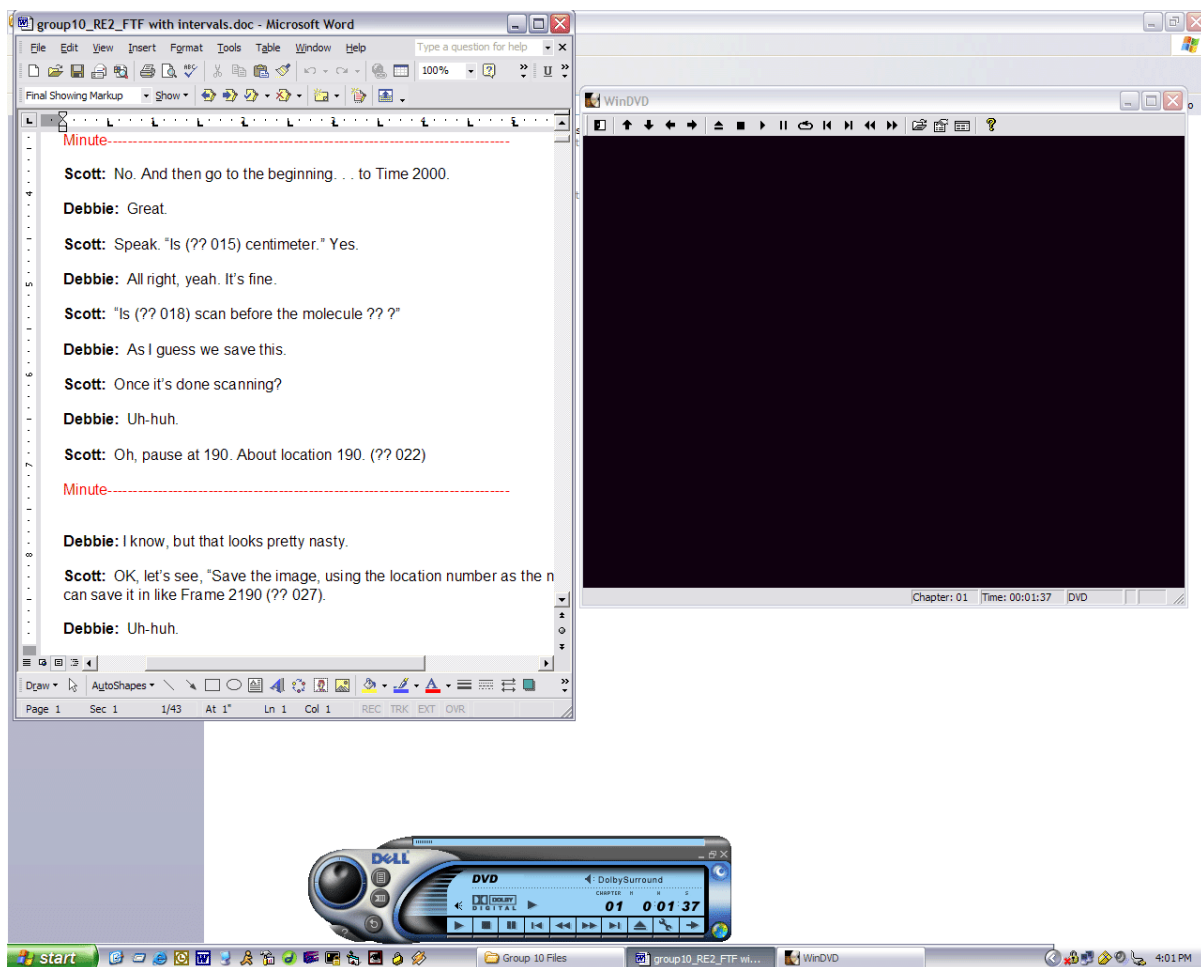 group10_RE2_FTF with intervals.doc - Microsoft Word
File Edit View Insert Format Tools Table Window Help Type a question for help
100%
Final Showing Markup Show
Minute
Scott: No. And then go to the beginning. . . to Time 2000.
Debbie: Great.
Scott: Speak. “Is (?? 015) centimeter.” Yes.
Debbie: All right, yeah. It’s fine.
Scott: “Is (?? 018) scan before the molecule ?? ?”
Debbie: As I guess we save this.
Scott: Once it’s done scanning?
Debbie: Uh-huh.
Scott: Oh, pause at 190. About location 190. (?? 022)
Minute
Debbie: I know, but that looks pretty nasty.
Scott: OK, let’s see, “Save the image, using the location number as the n
can save it in like Frame 2190 (?? 027).
Debbie: Uh-huh.
Draw AutoShapes
Page 1 Sec 1 1/43 At 1" Ln 1 Col 1 REC TRK EXT OVR
WinDVD
Chapter: 01 Time: 00:01:37 DVD
DELL
DVD DolbySurround
CHAPTER H M S
DOLBY DIGITAL 01 0:01:37
start Group 10 Files group10_RE2_FTF wi... WinDVD 4:01 PM